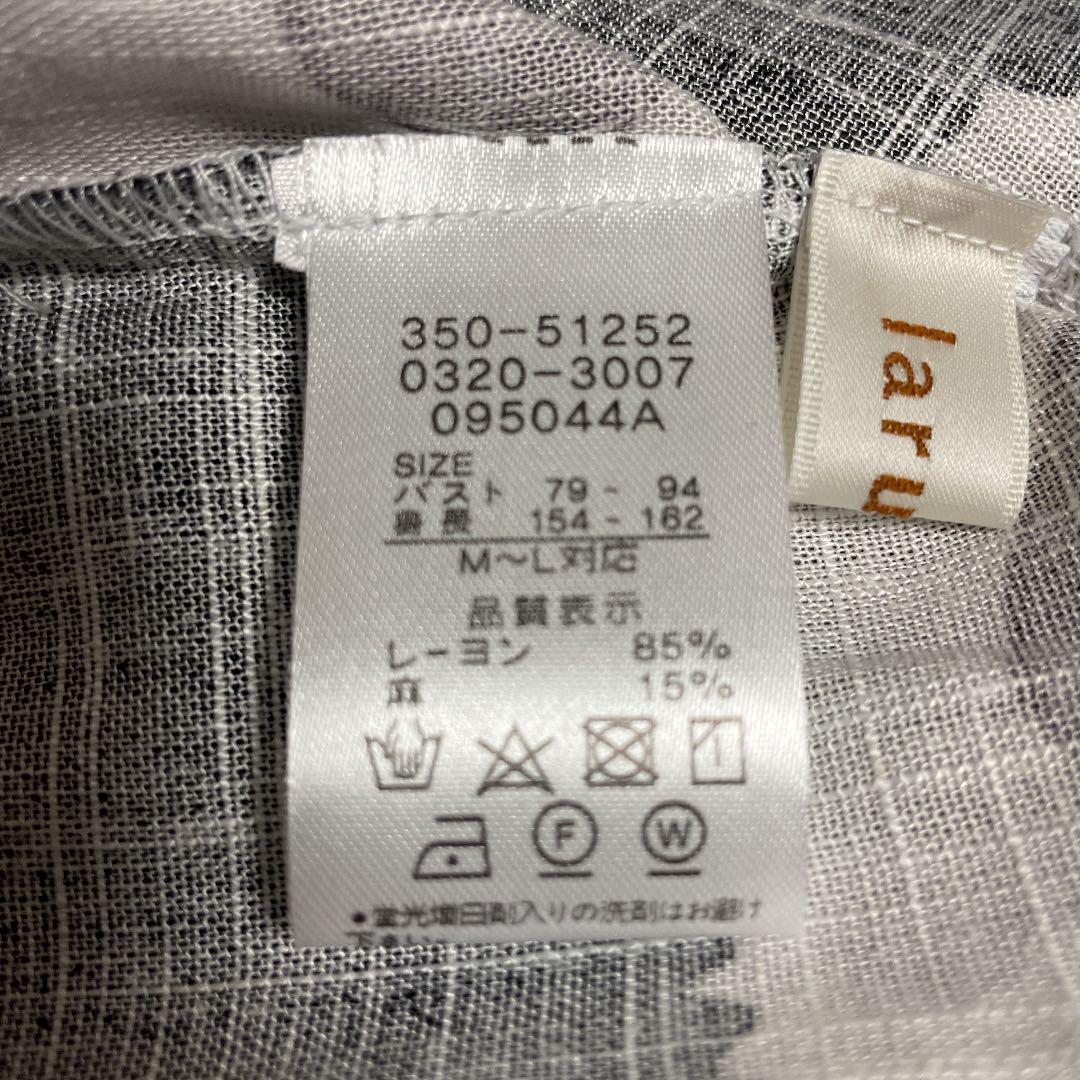 350-51252
0320-3007
095044A
SIZE
バスト 79 - 94
身長 154 - 162
M～L対応
品質表示
レーヨン 85%
麻 15%
F W
●蛍光増白剤入りの洗剤はお避け
laru